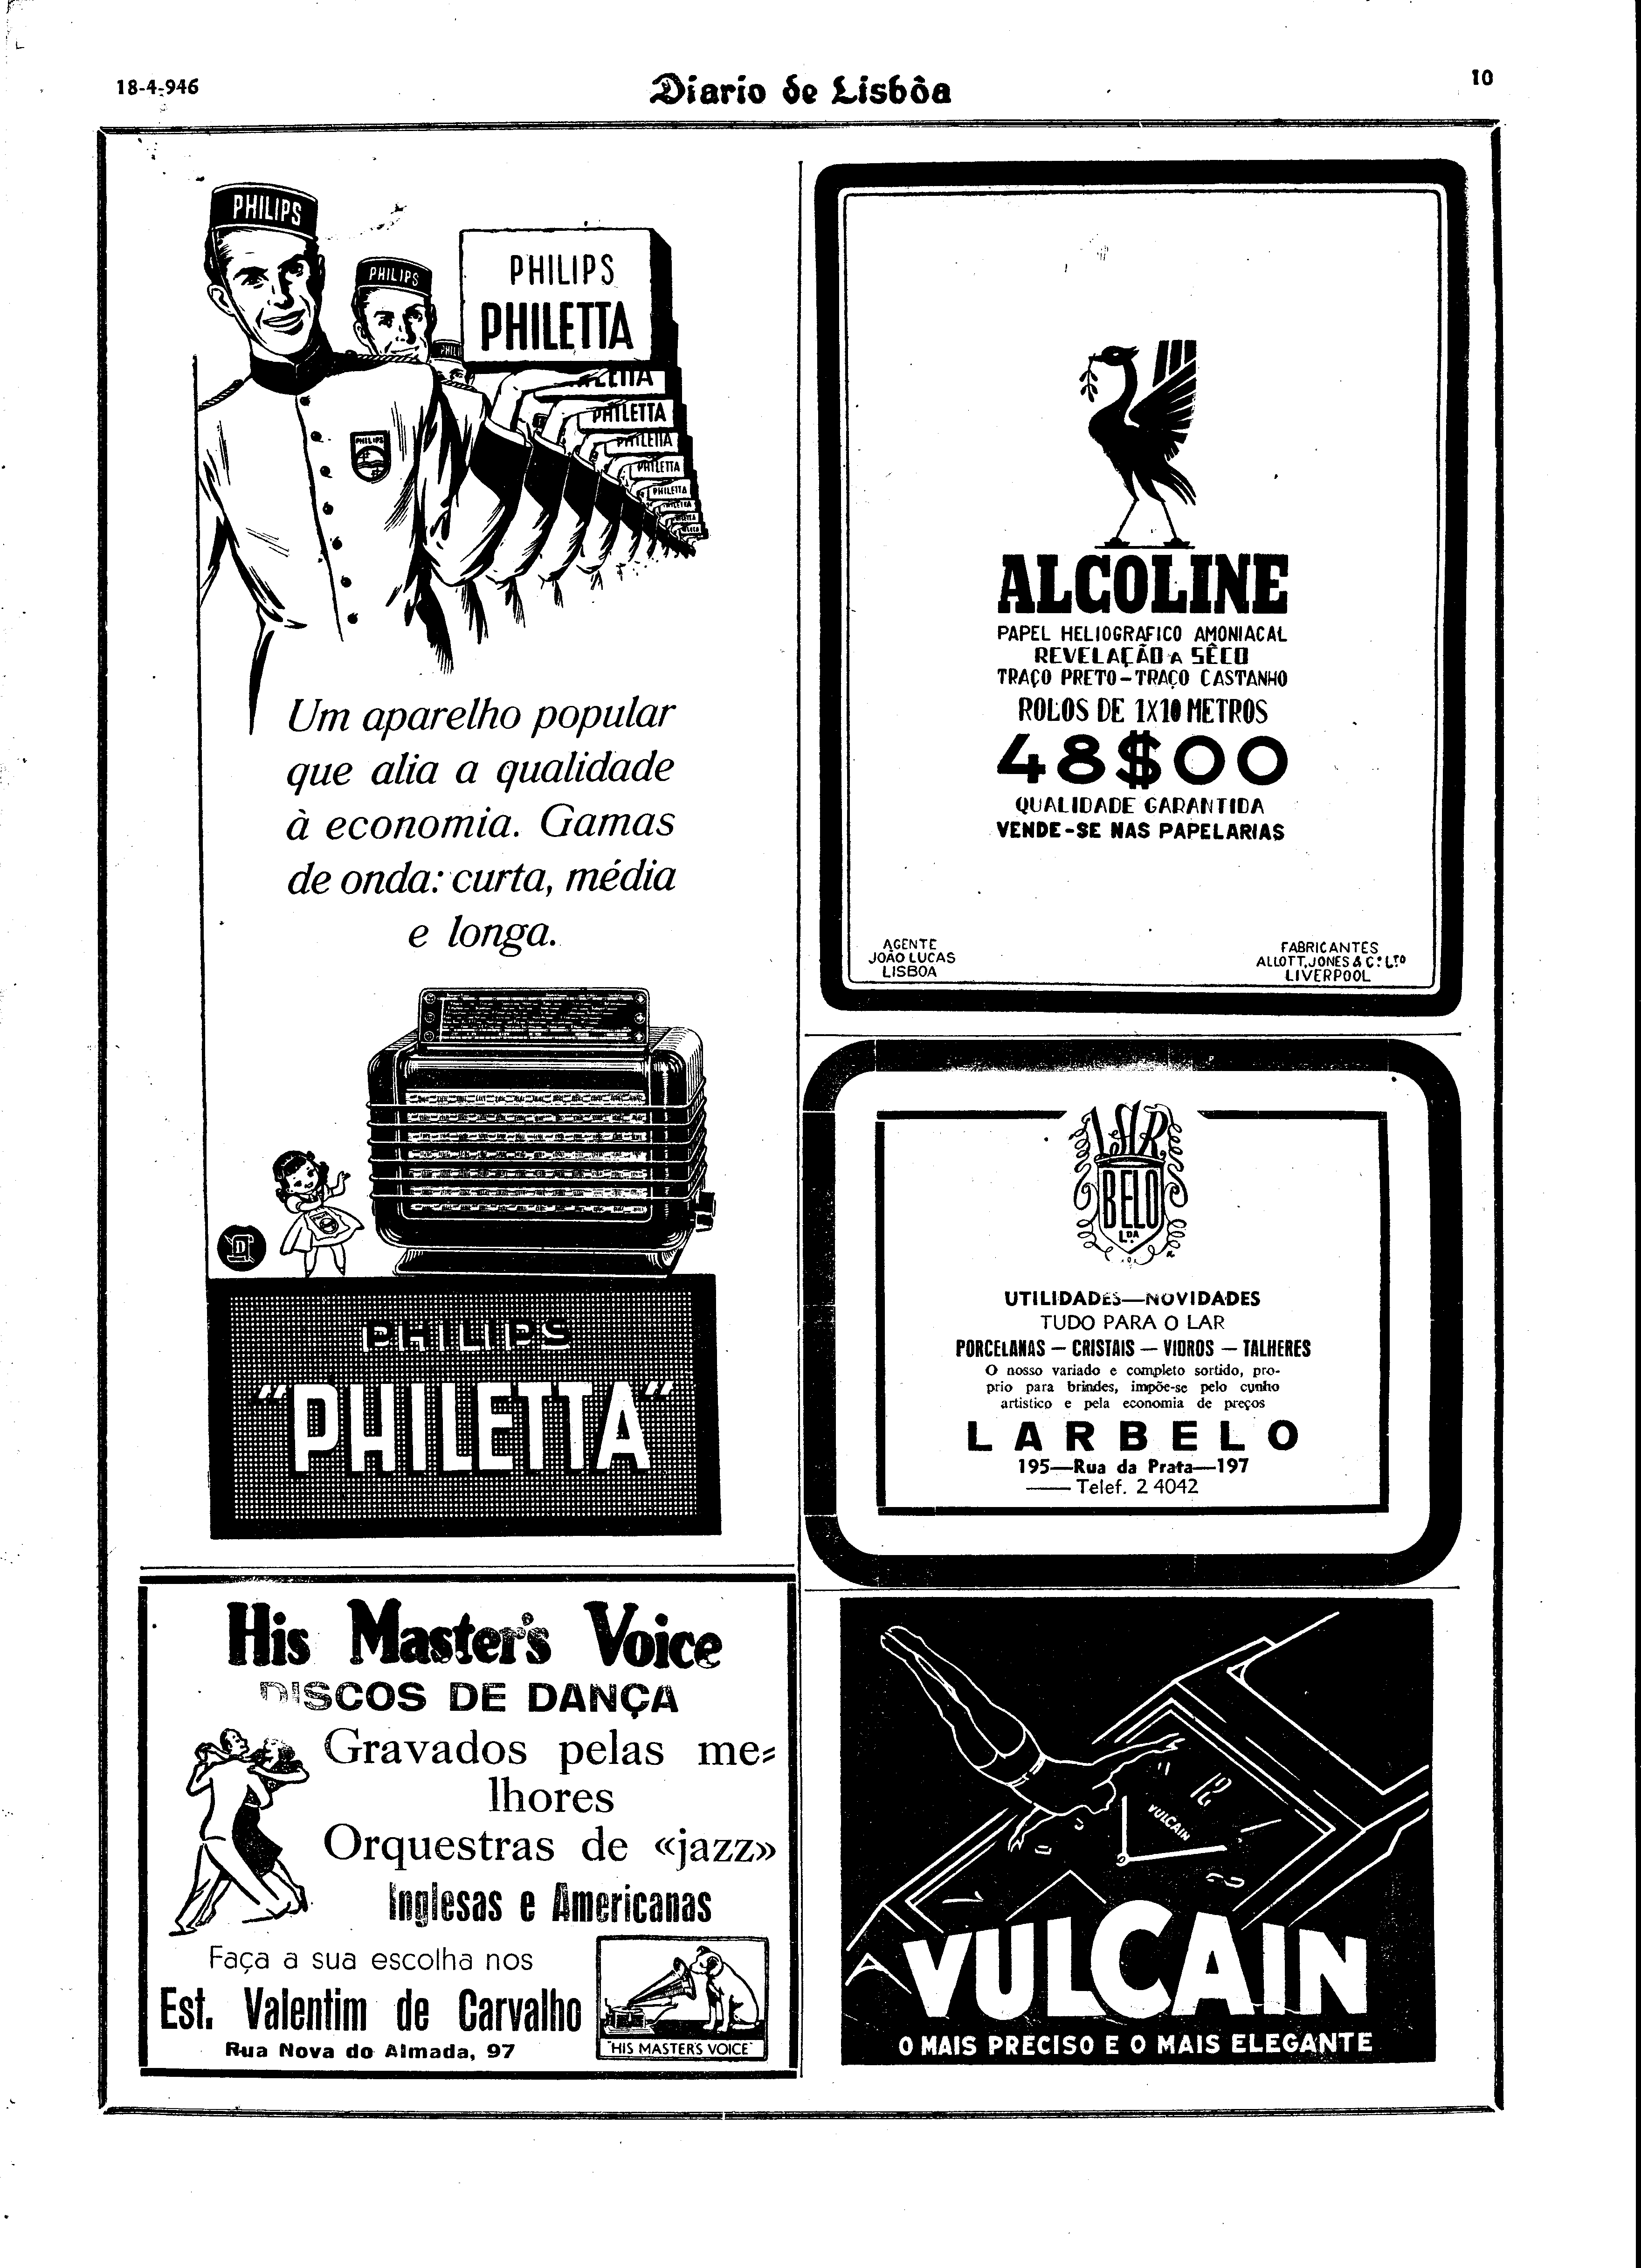 18-4-946
Diario de Lisbôa
10
PHILIPS
PHILIPS
PHILIPS
PHILETTA
PHILETTA
PHILETTA
PHILETTA
PHILETTA
PHILIPS
Um aparelho popular
que alia a qualidade
à economia. Gamas
de onda: curta, média
e longa.
D
PHILIPS
"PHILETTA"
His Master's Voice
DISCOS DE DANÇA
Gravados pelas me-
lhores
Orquestras de «jazz»
Inglesas e Americanas
Faça a sua escolha nos
Est. Valentim de Carvalho
Rua Nova do Almada, 97
"HIS MASTER'S VOICE"
ALCOLINE
PAPEL HELIOGRAFICO AMONIACAL
REVELAÇÃO A SÊCO
TRAÇO PRETO-TRAÇO CASTANHO
ROLOS DE 1X10 METROS
48$00
QUALIDADE GARANTIDA
VENDE-SE NAS PAPELARIAS
AGENTE
JOÃO LUCAS
LISBOA
FABRICANTES
ALLOTT, JONES & Cº LTD
LIVERPOOL
LAR
BELO
LDA
UTILIDADES—NOVIDADES
TUDO PARA O LAR
PORCELANAS — CRISTAIS — VIDROS — TALHERES
O nosso variado e completo sortido, pro-
prio para brindes, impõe-se pelo cunho
artistico e pela economia de preços
LARBELO
195—Rua da Prata—197
Telef. 2 4042
12
VULCAIN
VULCAIN
O MAIS PRECISO E O MAIS ELEGANTE